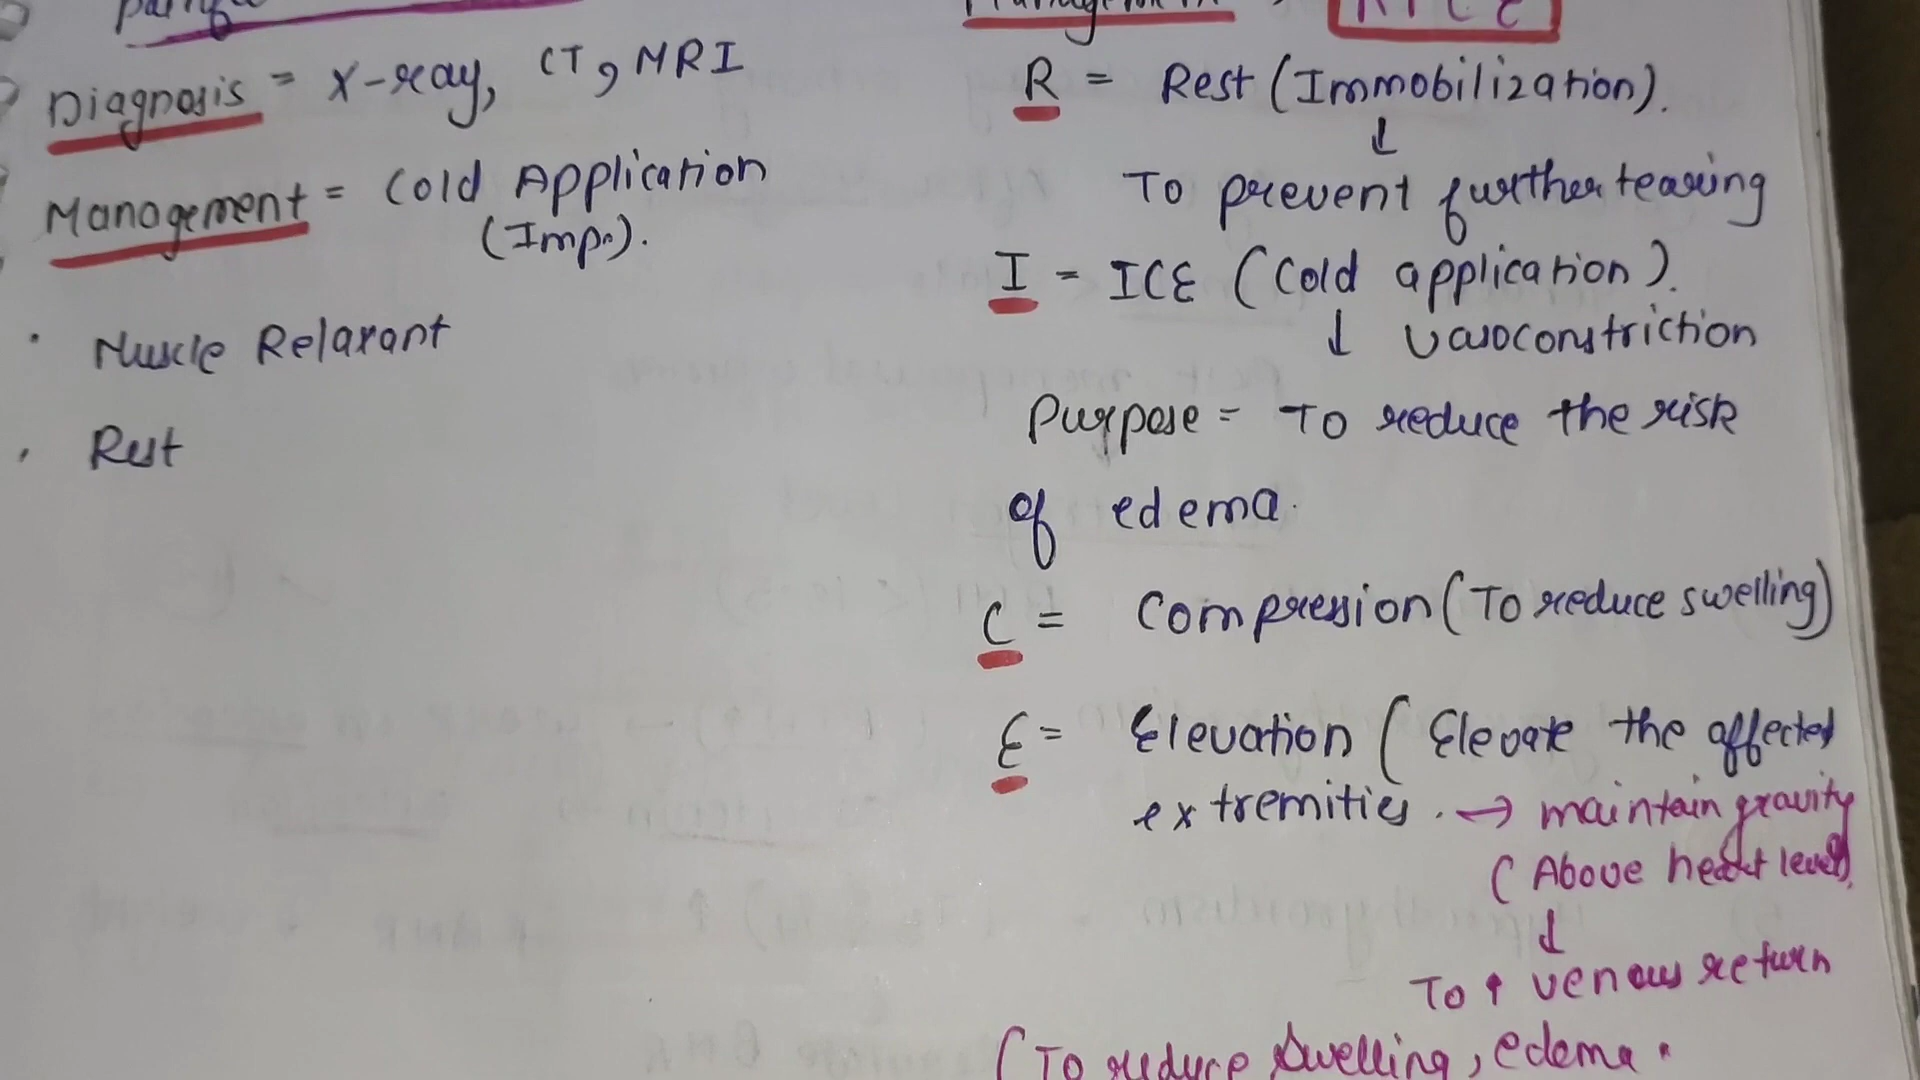 Diagnosis = X-ray, CT, MRI
Management = Cold Application
(Imp.).
Muscle Relaxant
Rest
Management RICE
R = Rest (Immobilization).
↓
To prevent further tearing
I - ICE (Cold application).
↓ Vasoconstriction
Purpose = To reduce the risk
of edema.
C = Compression (To reduce swelling)
E = Elevation (Elevate the affected
extremities. → maintain gravity
(Above heart level).
↓
To ↑ venous return
(To reduce swelling, edema.